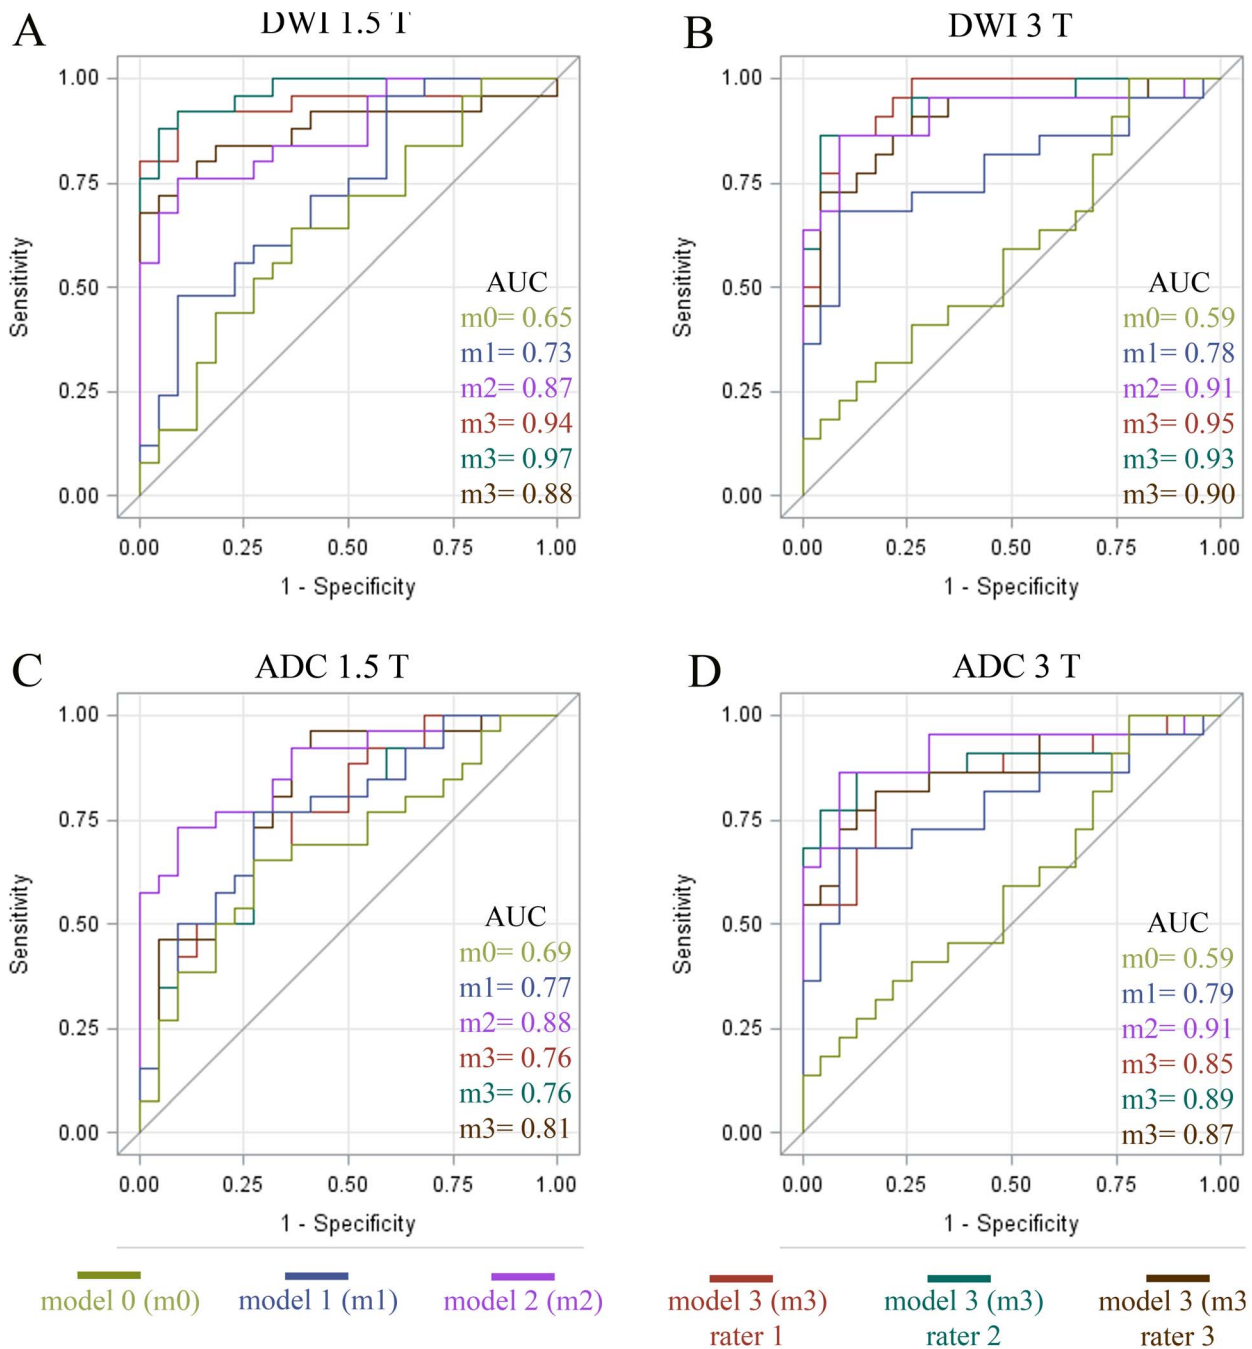 A
DWI 1.5 T
1.00
0.75
0.50
0.25
0.00
Sensitivity
AUC
m0= 0.65
m1= 0.73
m2= 0.87
m3= 0.94
m3= 0.97
m3= 0.88
0.00 0.25 0.50 0.75 1.00
1 - Specificity
B
DWI 3 T
1.00
0.75
0.50
0.25
0.00
Sensitivity
AUC
m0= 0.59
m1= 0.78
m2= 0.91
m3= 0.95
m3= 0.93
m3= 0.90
0.00 0.25 0.50 0.75 1.00
1 - Specificity
C
ADC 1.5 T
1.00
0.75
0.50
0.25
0.00
Sensitivity
AUC
m0= 0.69
m1= 0.77
m2= 0.88
m3= 0.76
m3= 0.76
m3= 0.81
0.00 0.25 0.50 0.75 1.00
1 - Specificity
D
ADC 3 T
1.00
0.75
0.50
0.25
0.00
Sensitivity
AUC
m0= 0.59
m1= 0.79
m2= 0.91
m3= 0.85
m3= 0.89
m3= 0.87
0.00 0.25 0.50 0.75 1.00
1 - Specificity
model 0 (m0)
model 1 (m1)
model 2 (m2)
model 3 (m3)
rater 1
model 3 (m3)
rater 2
model 3 (m3
rater 3